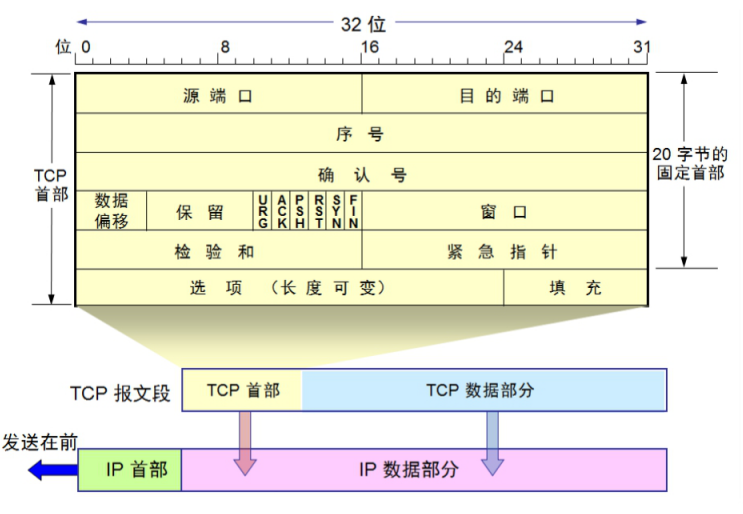 32 位
位 0 8 16 24 31
源 端 口 目 的 端 口
序 号
TCP
首部
确 认 号
20 字节的
固定首部
数据
偏移
保 留
URG
ACK
PSH
RST
SYN
FIN
窗 口
检 验 和 紧 急 指 针
选 项 (长 度 可 变) 填 充
TCP 报文段 TCP 首部 TCP 数据部分
发送在前
IP 首部 IP 数据部分